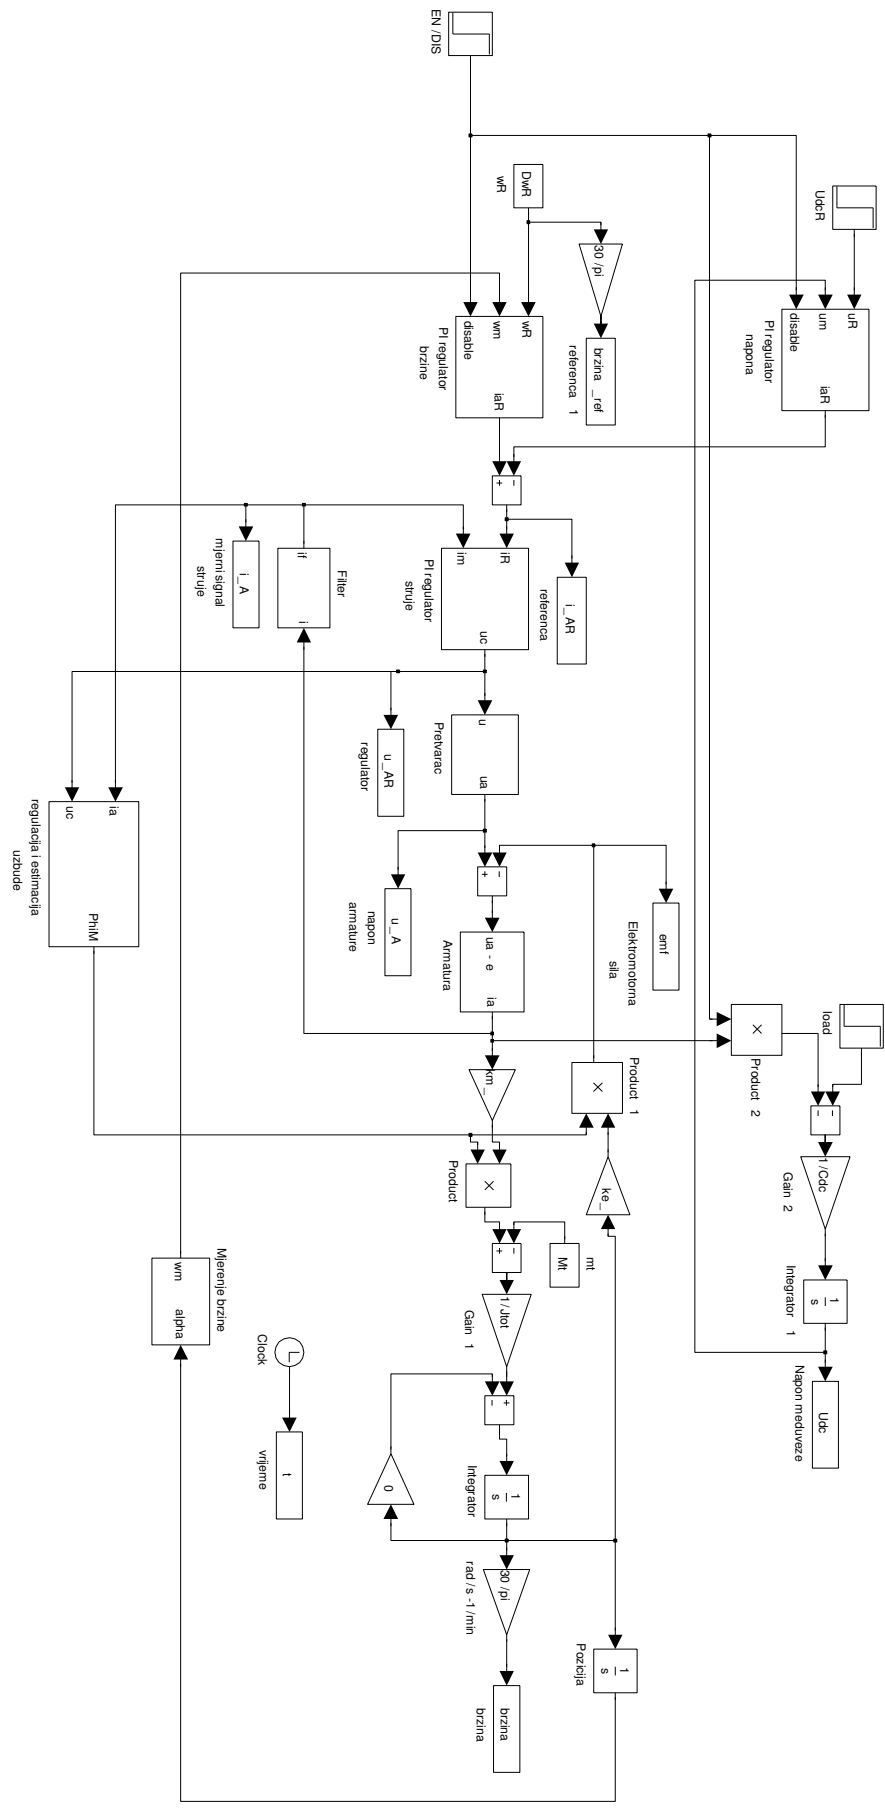 EN /DIS
UdcR
uR
um
disable
iaR
PI regulator
napona
DwR
wR
30 /pi
brzina _ref
referenca 1
wR
wm
disable
iaR
PI regulator
brzine
−
+
i_AR
referenca
iR
im
uc
PI regulator
struje
Filter
if
i
i_A
mjerni signal
struje
u
ua
Pretvarac
u_AR
regulator
u_A
napon
armature
ia
uc
PhiM
regulacija i estimacija
uzbude
−
+
ua - e
ia
Armatura
emf
Elektromotorna
sila
km_
×
Product 1
ke_
×
Product
×
Product 2
load
−
−
1/Cdc
Gain 2
1
s
Integrator 1
Udc
Napon meduveze
mt
Mt
−
+
1/Jtot
Gain 1
+
−
1
s
Integrator
0
30 /pi
rad /s -1 /min
brzina
brzina
1
s
Pozicija
Mjerenje brzine
wm
alpha
Clock
t
vrijeme